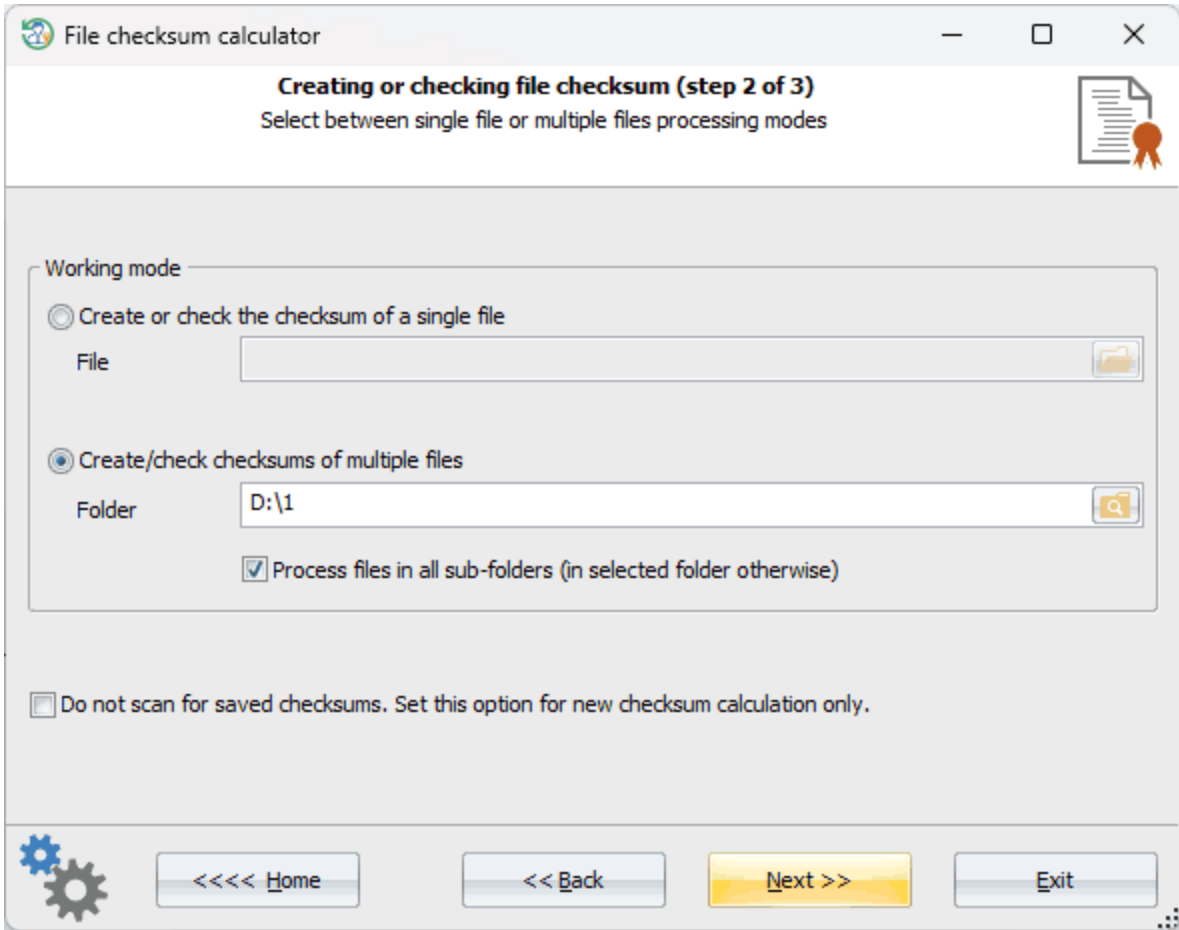 File checksum calculator
Creating or checking file checksum (step 2 of 3)
Select between single file or multiple files processing modes
Working mode
Create or check the checksum of a single file
File
Create/check checksums of multiple files
Folder
D:\1
Process files in all sub-folders (in selected folder otherwise)
Do not scan for saved checksums. Set this option for new checksum calculation only.
<<<< Home
<< Back
Next >>
Exit